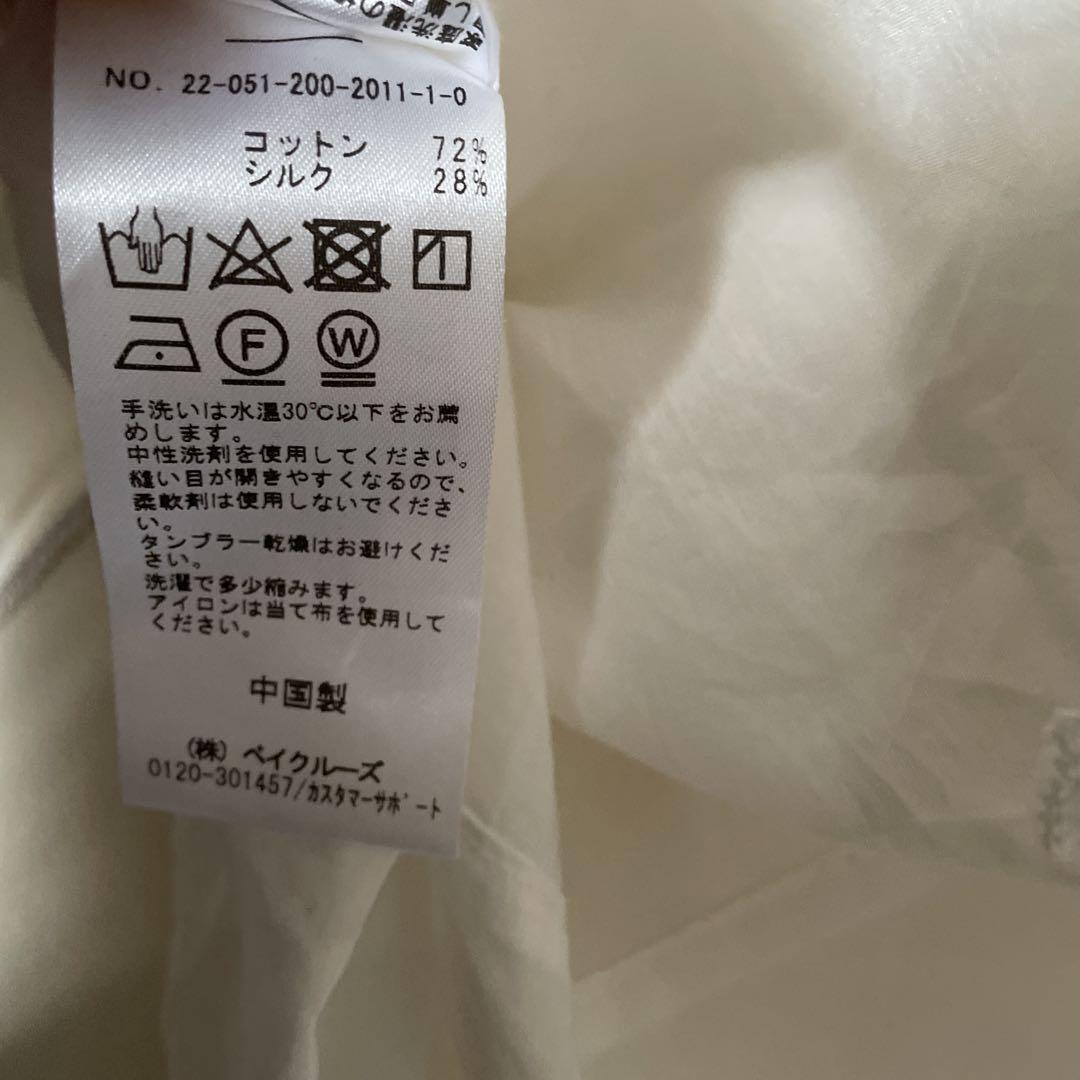 家庭洗濯の
NO. 22-051-200-2011-1-0
コットン 72%
シルク 28%
F
W
手洗いは水温30℃以下をお薦
めします。
中性洗剤を使用してください。
縫い目が開きやすくなるので、
柔軟剤は使用しないでくださ
い。
タンブラー乾燥はお避けくだ
さい。
洗濯で多少縮みます。
アイロンは当て布を使用して
ください。
中国製
(株) ベイクルーズ
0120-301457/カスタマーサポート